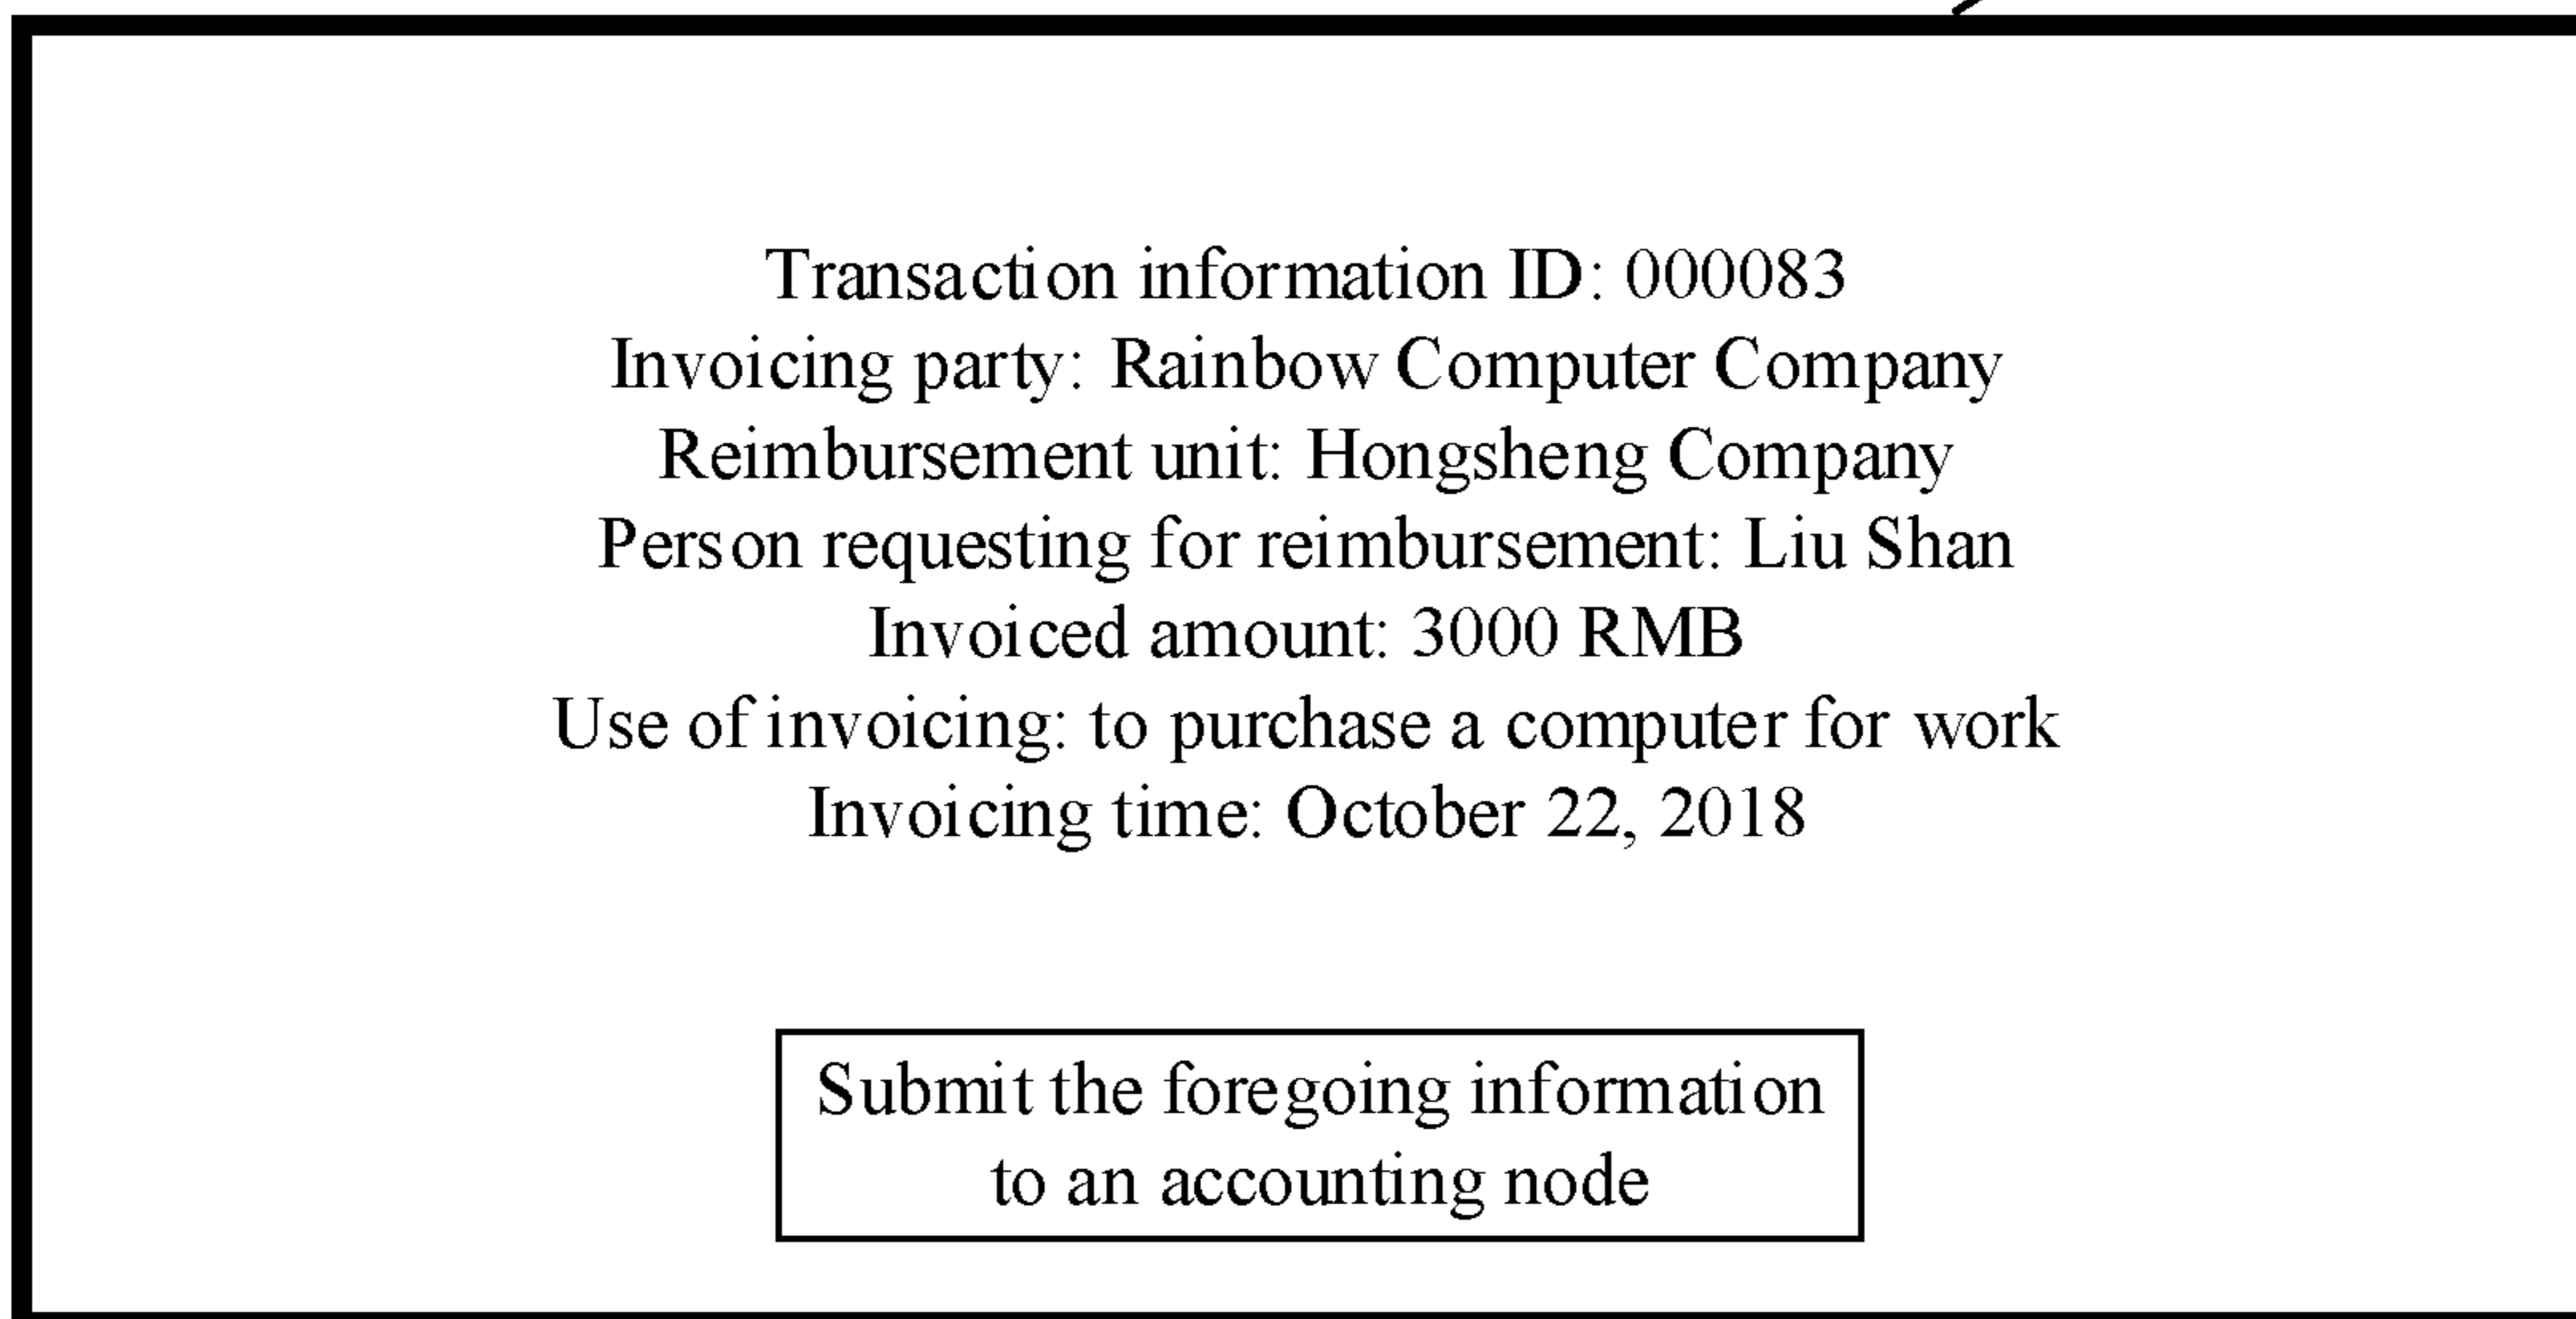 Transaction information ID: 000083
Invoicing party: Rainbow Computer Company
Reimbursement unit: Hongsheng Company
Person requesting for reimbursement: Liu Shan
Invoiced amount: 3000 RMB
Use of invoicing: to purchase a computer for work
Invoicing time: October 22, 2018
Submit the foregoing information
to an accounting node